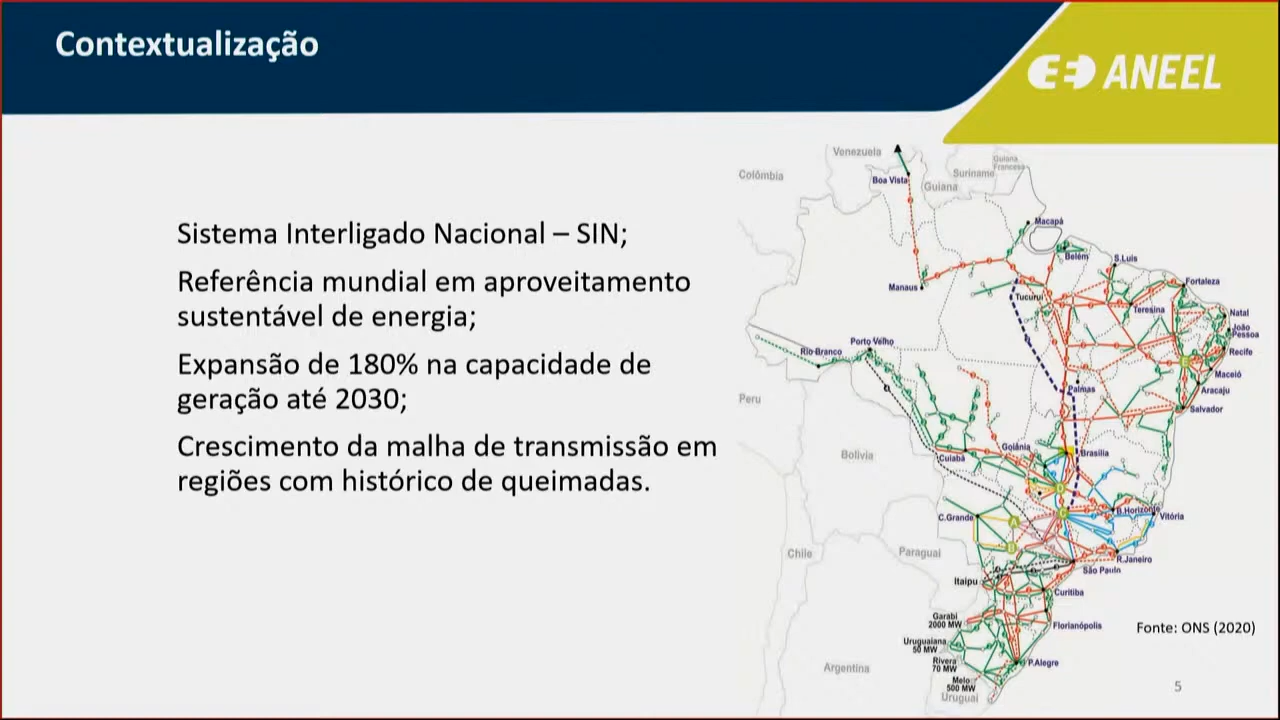 Contextualização
ANEEL
Sistema Interligado Nacional – SIN;
Referência mundial em aproveitamento
sustentável de energia;
Expansão de 180% na capacidade de
geração até 2030;
Crescimento da malha de transmissão em
regiões com histórico de queimadas.
Venezuela
Guiana
Francesa
Colômbia
Suriname
Boa Vista
Guiana
Macapá
Belém
S.Luis
Fortaleza
Manaus
Tucuruí
Teresina
Natal
João
Pessoa
Recife
Porto Velho
Rio Branco
E
Maceió
Aracaju
Palmas
Peru
Salvador
Goiânia
Brasília
Bolívia
Cuiabá
D
C
B.Horizonte
Vitória
C.Grande
A
B
Chile
Paraguai
R.Janeiro
São Paulo
Itaipu
Curitiba
Garabi
2000 MW
Florianópolis
Fonte: ONS (2020)
Uruguaiana
50 MW
Rivera
70 MW
P.Alegre
Argentina
Melo
500 MW
Uruguai
5